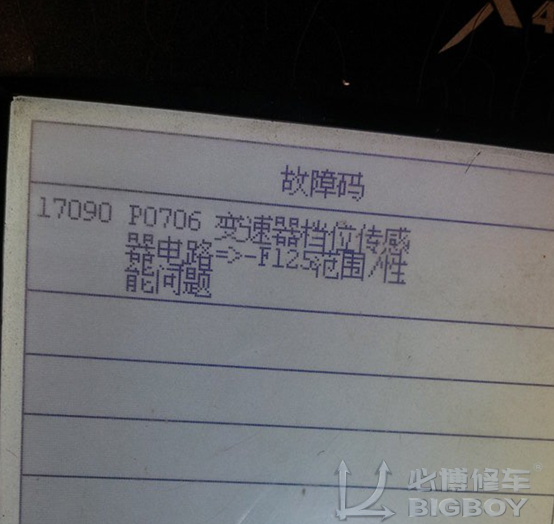 故障码
17090 P0706 变速器档位传感
器电路=>-F125范围/性
能问题
必博修车®
BIGBOY